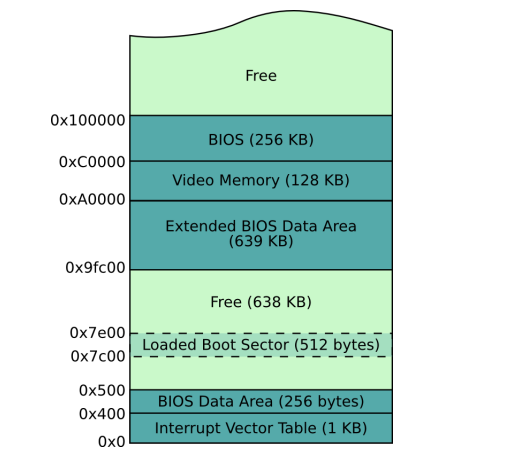 Free
0x100000
BIOS (256 KB)
0xC0000
Video Memory (128 KB)
0xA0000
Extended BIOS Data Area
(639 KB)
0x9fc00
Free (638 KB)
0x7e00
Loaded Boot Sector (512 bytes)
0x7c00
0x500
BIOS Data Area (256 bytes)
0x400
Interrupt Vector Table (1 KB)
0x0